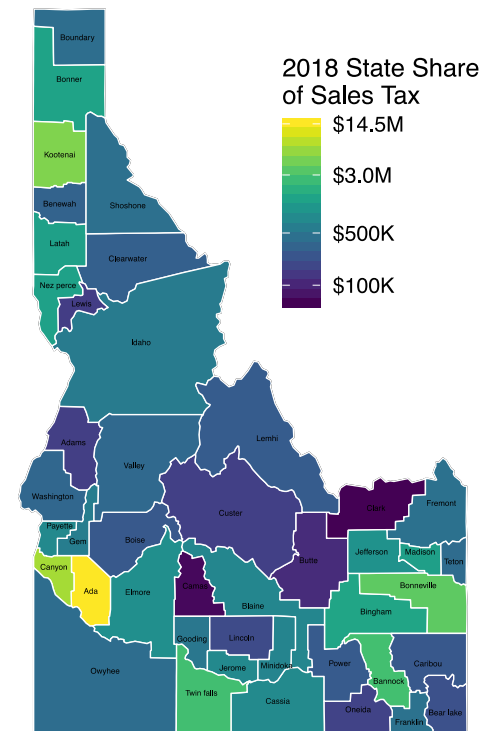 2018 State Share
of Sales Tax
$14.5M
$3.0M
$500K
$100K
Boundary
Bonner
Kootenai
Benewah
Shoshone
Latah
Clearwater
Nez perce
Lewis
Idaho
Adams
Lemhi
Valley
Washington
Custer
Clark
Fremont
Payette
Gem
Boise
Jefferson
Madison
Teton
Butte
Canyon
Ada
Elmore
Camas
Blaine
Bonneville
Bingham
Gooding
Lincoln
Jerome
Minidoka
Power
Caribou
Owyhee
Twin falls
Cassia
Bannock
Oneida
Franklin
Bear lake